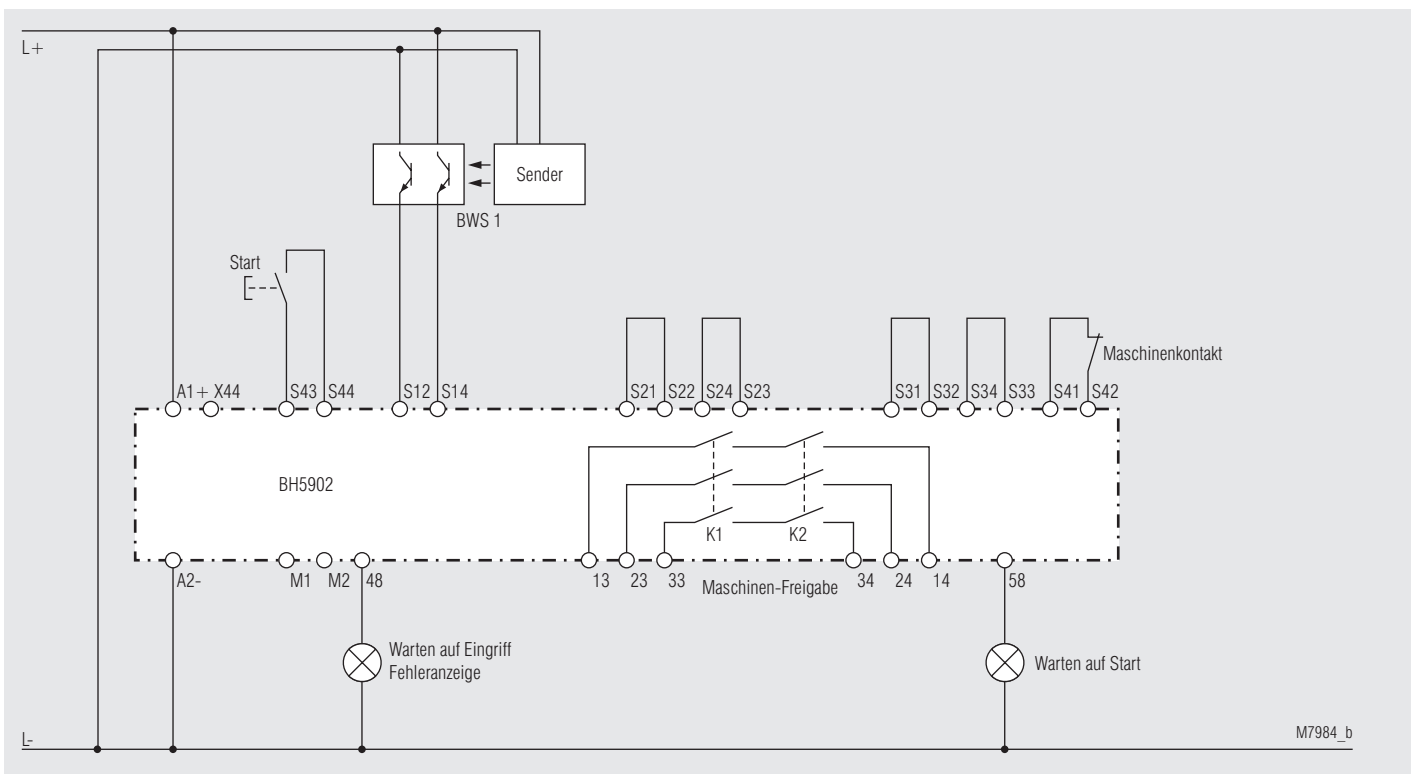 L+
Sender
BWS 1
Start
Maschinenkontakt
A1+ X44 S43 S44 S12 S14 S21 S22 S24 S23 S31 S32 S34 S33 S41 S42
BH5902
K1 K2
A2- M1 M2 48 13 23 33 Maschinen-Freigabe 34 24 14 58
Warten auf Eingriff
Fehleranzeige
Warten auf Start
L-
M7984_b